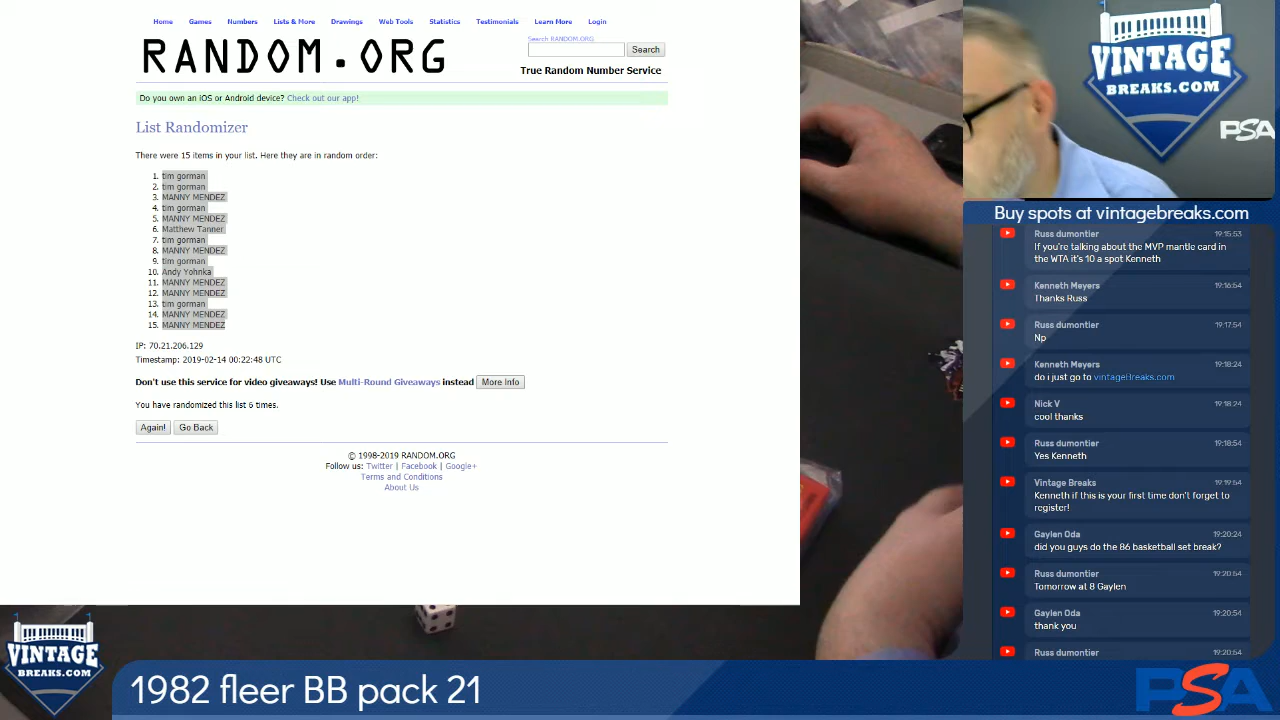 Home Games Numbers Lists & More Drawings Web Tools Statistics Testimonials Learn More Login
RANDOM.ORG
Search RANDOM.ORG
Search
True Random Number Service
Do you own an iOS or Android device? Check out our app!
List Randomizer
There were 15 items in your list. Here they are in random order:
1. tim gorman
2. tim gorman
3. MANNY MENDEZ
4. tim gorman
5. MANNY MENDEZ
6. Matthew Tanner
7. tim gorman
8. MANNY MENDEZ
9. tim gorman
10. Andy Yohnka
11. MANNY MENDEZ
12. MANNY MENDEZ
13. tim gorman
14. MANNY MENDEZ
15. MANNY MENDEZ
IP: 70.21.206.129
Timestamp: 2019-02-14 00:22:48 UTC
Don't use this service for video giveaways! Use Multi-Round Giveaways instead More Info
You have randomized this list 6 times.
Again! Go Back
© 1998-2019 RANDOM.ORG
Follow us: Twitter | Facebook | Google+
Terms and Conditions
About Us
VINTAGE
BREAKS.COM
PSA
Buy spots at vintagebreaks.com
Russ dumontier 19:15:53
If you're talking about the MVP mantle card in
the WTA it's 10 a spot Kenneth
Kenneth Meyers 19:16:54
Thanks Russ
Russ dumontier 19:17:54
Np
Kenneth Meyers 19:18:24
do i just go to vintageBreaks.com
Nick V 19:18:24
cool thanks
Russ dumontier 19:18:54
Yes Kenneth
Vintage Breaks 19:19:54
Kenneth if this is your first time don't forget to
register!
Gaylen Oda 19:20:24
did you guys do the 86 basketball set break?
Russ dumontier 19:20:54
Tomorrow at 8 Gaylen
Gaylen Oda 19:20:54
thank you
Russ dumontier 19:20:54
VINTAGE
BREAKS.COM
1982 fleer BB pack 21
PSA